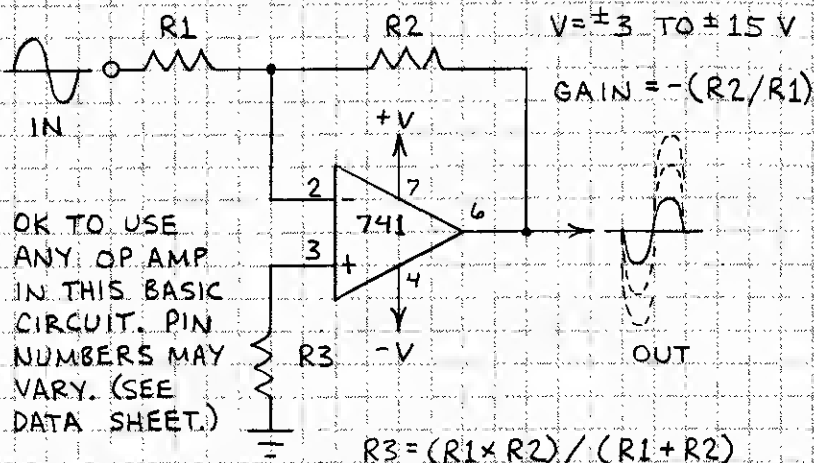 R1
R2
V=±3 TO ±15 V
GAIN = -(R2/R1)
IN
+V
2
-
7
741
6
3
+
4
-V
R3
OUT
OK TO USE
ANY OP AMP
IN THIS BASIC
CIRCUIT. PIN
NUMBERS MAY
VARY. (SEE
DATA SHEET.)
R3=(R1×R2)/(R1+R2)